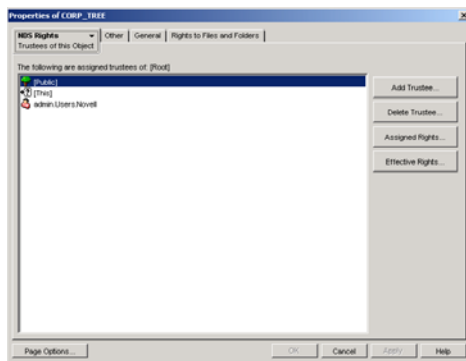 Properties of CORP_TREE
NDS Rights Other General Rights to Files and Folders
Trustees of this Object
The following are assigned trustees of: [Root]
[Public]
[This]
admin.Users.Novell
Add Trustee...
Delete Trustee...
Assigned Rights...
Effective Rights...
Page Options... OK Cancel Apply Help